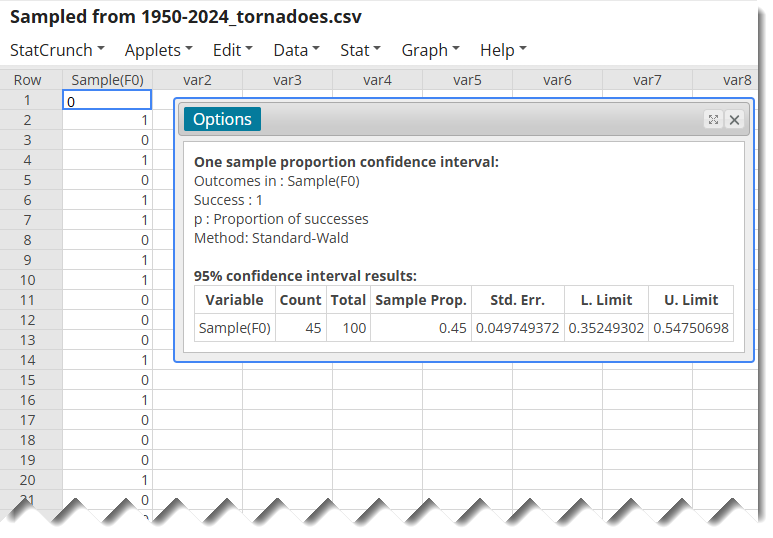 Sampled from 1950-2024_tornadoes.csv
StatCrunch Applets Edit Data Stat Graph Help
Row Sample(F0) var2 var3 var4 var5 var6 var7 var8
1 0
2 1
3 0
4 1
5 0
6 1
7 1
8 0
9 1
10 1
11 0
12 0
13 0
14 1
15 0
16 1
17 0
18 0
19 0
20 1
21 0
Options
One sample proportion confidence interval:
Outcomes in : Sample(F0)
Success : 1
p : Proportion of successes
Method: Standard-Wald
95% confidence interval results:
Variable Count Total Sample Prop. Std. Err. L. Limit U. Limit
Sample(F0) 45 100 0.45 0.049749372 0.35249302 0.54750698